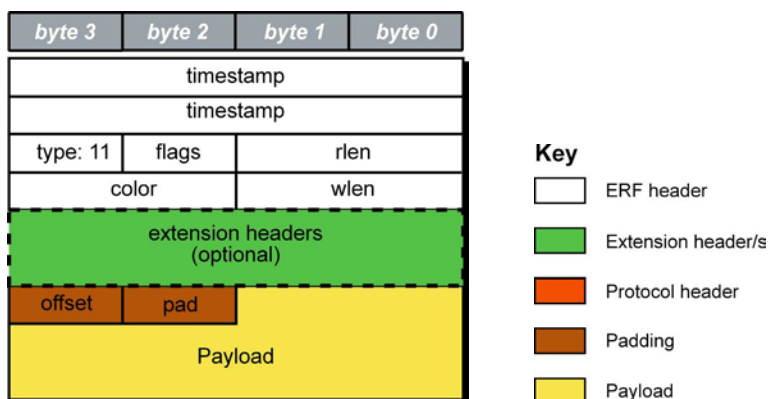 byte 3 byte 2 byte 1 byte 0
timestamp
timestamp
type: 11 flags rlen
color wlen
extension headers
(optional)
offset pad
Payload
Key
ERF header
Extension header/s
Protocol header
Padding
Payload